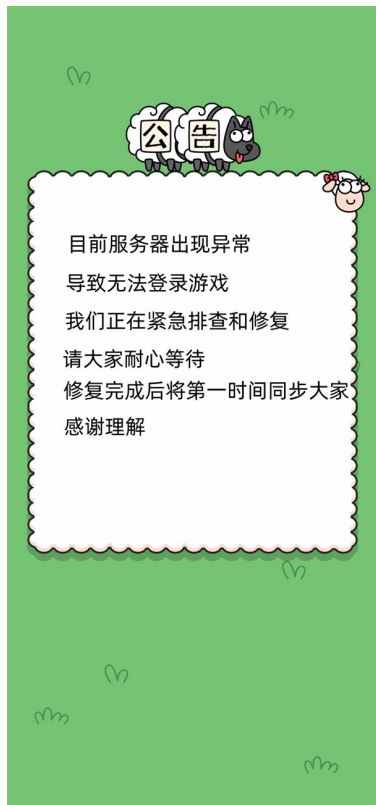 公告
目前服务器出现异常
导致无法登录游戏
我们正在紧急排查和修复
请大家耐心等待
修复完成后将第一时间同步大家
感谢理解